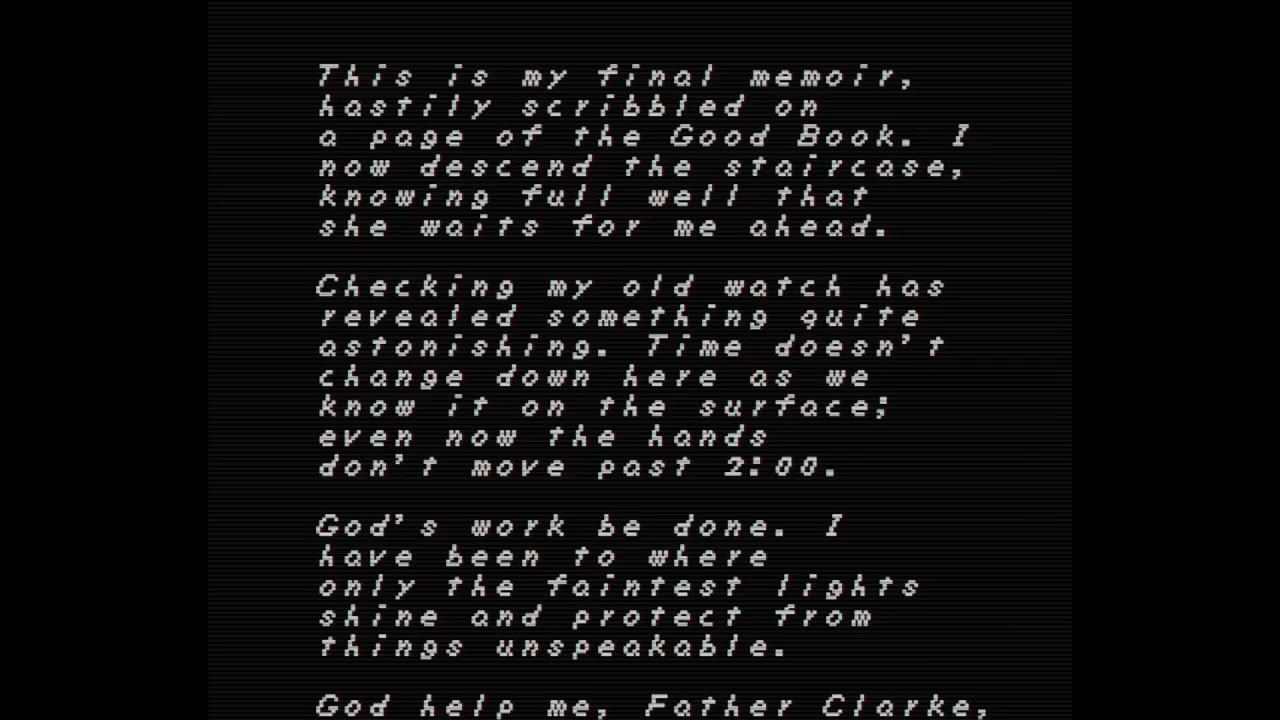 This is my final memoir,
hastily scribbled on
a page of the Good Book. I
now descend the staircase,
knowing full well that
she waits for me ahead.
Checking my old watch has
revealed something quite
astonishing. Time doesn't
change down here as we
know it on the surface;
even now the hands
don't move past 2:00.
God's work be done. I
have been to where
only the faintest lights
shine and protect from
things unspeakable.
God help me, Father Clarke,